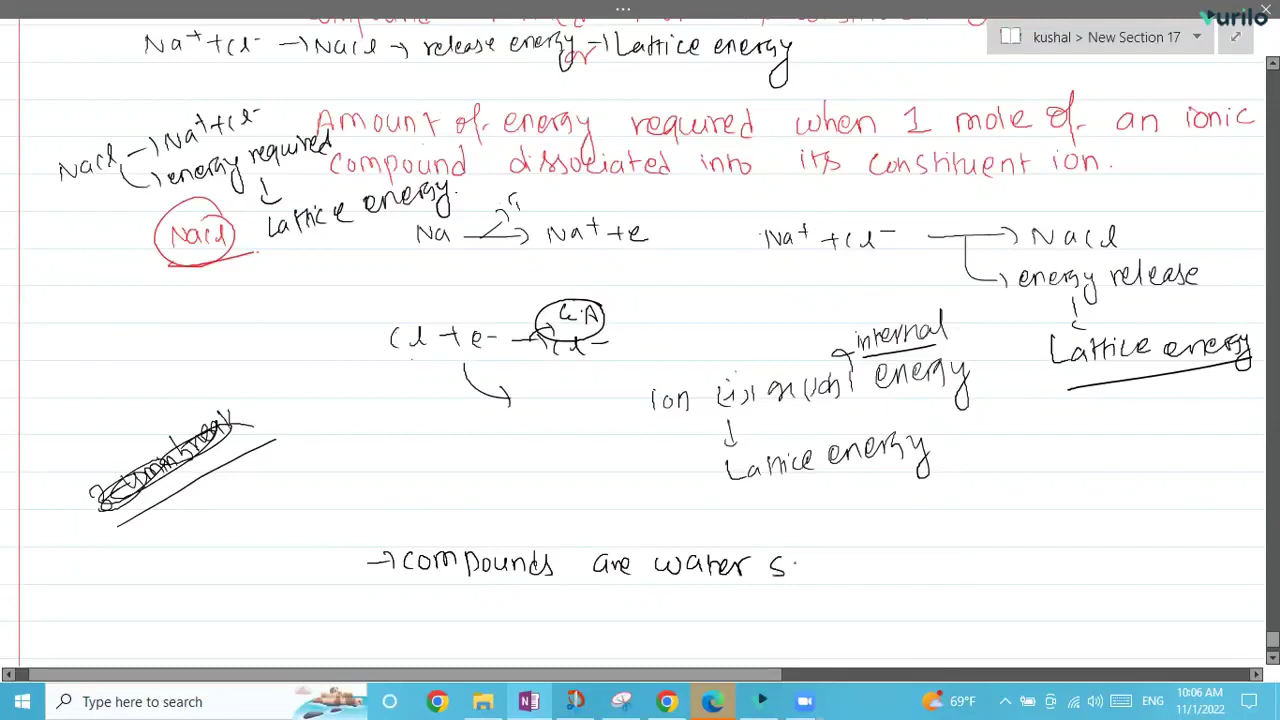 Na⁺ + Cl⁻ → NaCl → release energy → Lattice energy
or
kushal > New Section 17
Yurilo
NaCl → Na⁺ + Cl⁻
→ energy required
↓
Lattice energy.
Amount of energy required when 1 mole of an ionic
compound dissociated into its constituent ion.
NaCl
Na → Na⁺ + e
Na⁺ + Cl⁻ → NaCl
→ energy release
↓
Lattice energy
Cl + e⁻ → Cl⁻
internal
ion energy
↓
Lattice energy
→ compounds are water s
Type here to search
69°F
ENG
10:06 AM
11/1/2022